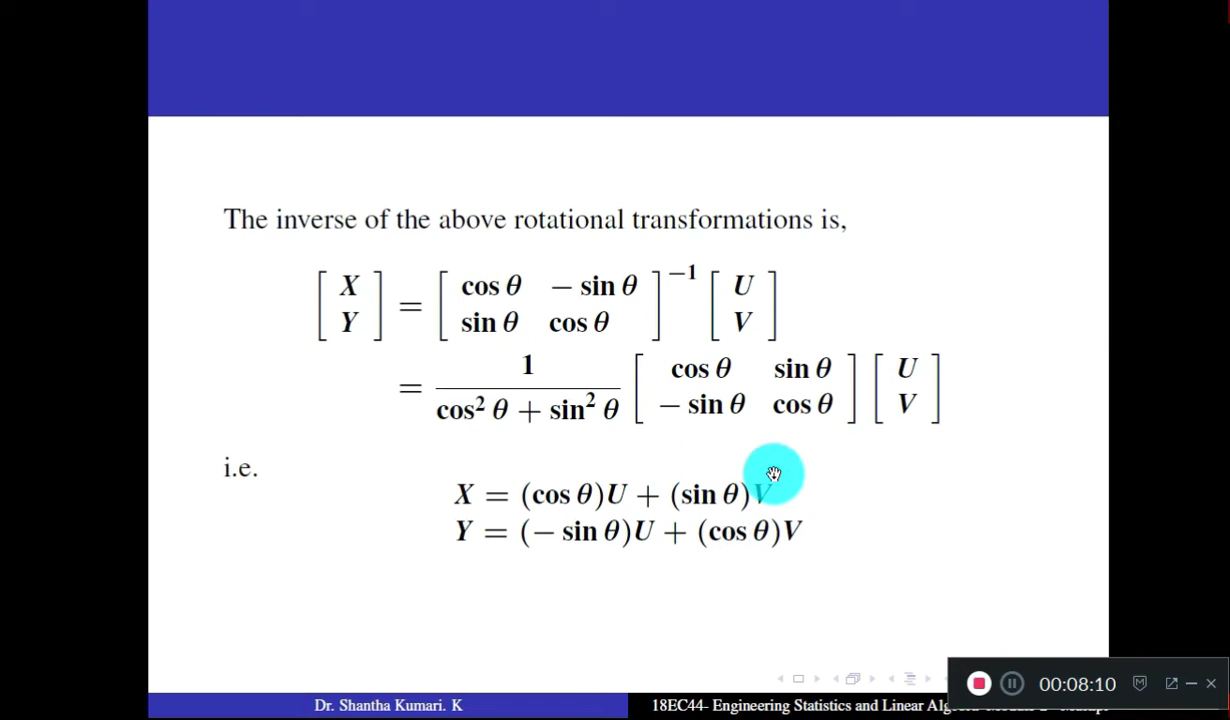 The inverse of the above rotational transformations is,
[ X Y ] = [ cos θ − sin θ sin θ cos θ ]⁻¹ [ U V ]
= 1 / (cos² θ + sin² θ) [ cos θ sin θ − sin θ cos θ ] [ U V ]
i.e.
X = (cos θ)U + (sin θ)V
Y = (− sin θ)U + (cos θ)V
00:08:10
Dr. Shantha Kumari. K
18EC44- Engineering Statistics and Linear